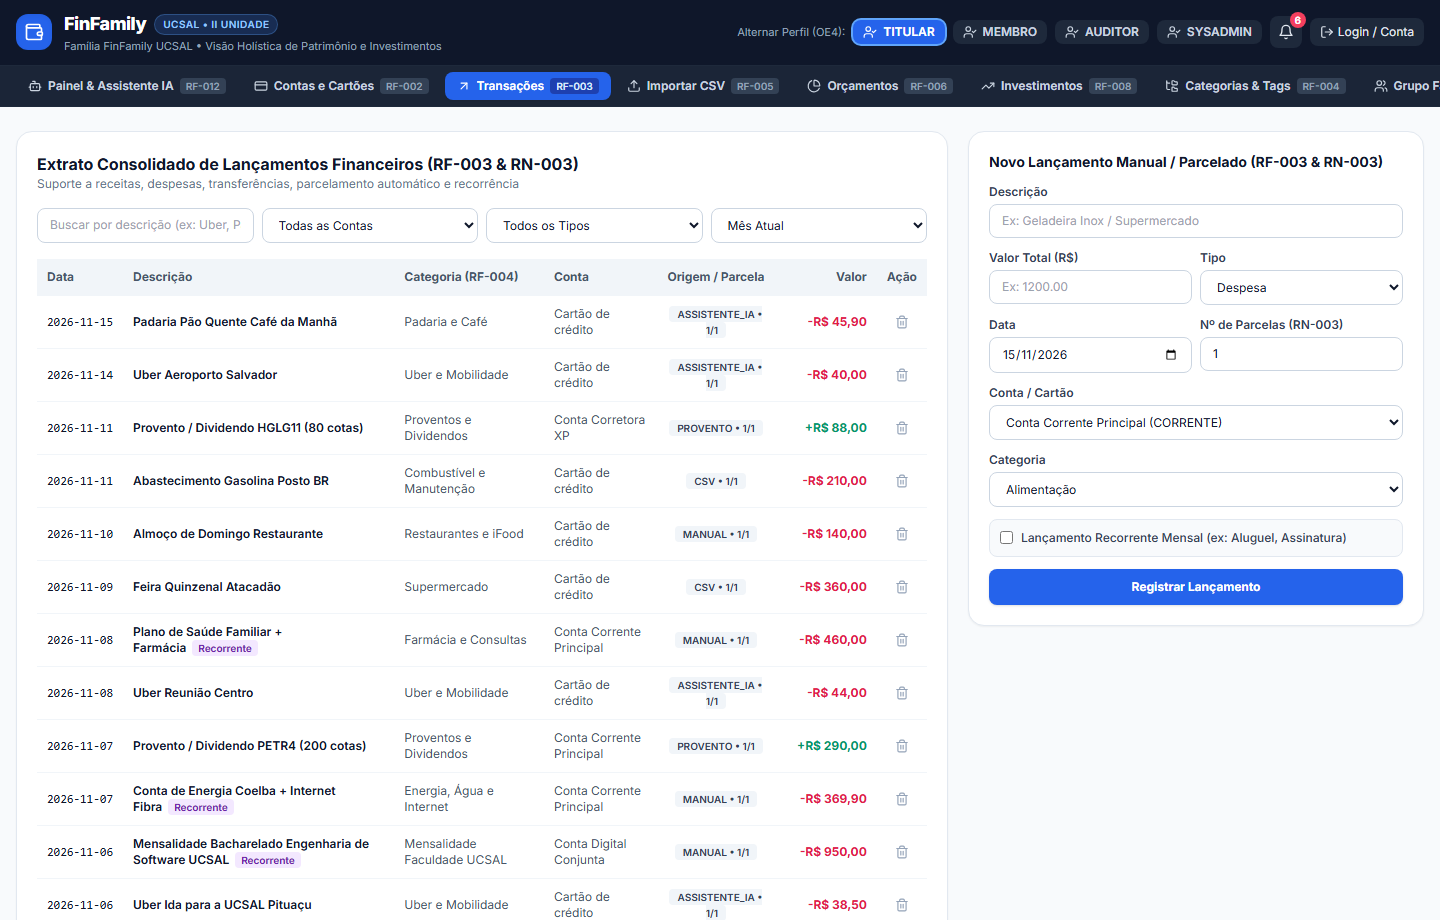 FinFamily UCSAL • II UNIDADE
Família FinFamily UCSAL • Visão Holística de Patrimônio e Investimentos
Alternar Perfil (OE4): TITULAR MEMBRO AUDITOR SYSADMIN 6 Login / Conta
Painel & Assistente IA RF-012 Contas e Cartões RF-002 Transações RF-003 Importar CSV RF-005 Orçamentos RF-006 Investimentos RF-008 Categorias & Tags RF-004 Grupo F
Extrato Consolidado de Lançamentos Financeiros (RF-003 & RN-003)
Suporte a receitas, despesas, transferências, parcelamento automático e recorrência
Buscar por descrição (ex: Uber, P Todas as Contas Todos os Tipos Mês Atual
Data Descrição Categoria (RF-004) Conta Origem / Parcela Valor Ação
2026-11-15 Padaria Pão Quente Café da Manhã Padaria e Café Cartão de crédito ASSISTENTE_IA • 1/1 -R$ 45,90
2026-11-14 Uber Aeroporto Salvador Uber e Mobilidade Cartão de crédito ASSISTENTE_IA • 1/1 -R$ 40,00
2026-11-11 Provento / Dividendo HGLG11 (80 cotas) Proventos e Dividendos Conta Corretora XP PROVENTO • 1/1 +R$ 88,00
2026-11-11 Abastecimento Gasolina Posto BR Combustível e Manutenção Cartão de crédito CSV • 1/1 -R$ 210,00
2026-11-10 Almoço de Domingo Restaurante Restaurantes e iFood Cartão de crédito MANUAL • 1/1 -R$ 140,00
2026-11-09 Feira Quinzenal Atacadão Supermercado Cartão de crédito CSV • 1/1 -R$ 360,00
2026-11-08 Plano de Saúde Familiar + Farmácia Recorrente Farmácia e Consultas Conta Corrente Principal MANUAL • 1/1 -R$ 460,00
2026-11-08 Uber Reunião Centro Uber e Mobilidade Cartão de crédito ASSISTENTE_IA • 1/1 -R$ 44,00
2026-11-07 Provento / Dividendo PETR4 (200 cotas) Proventos e Dividendos Conta Corrente Principal PROVENTO • 1/1 +R$ 290,00
2026-11-07 Conta de Energia Coelba + Internet Fibra Recorrente Energia, Água e Internet Conta Corrente Principal MANUAL • 1/1 -R$ 369,90
2026-11-06 Mensalidade Bacharelado Engenharia de Software UCSAL Recorrente Mensalidade Faculdade UCSAL Conta Digital Conjunta MANUAL • 1/1 -R$ 950,00
2026-11-06 Uber Ida para a UCSAL Pituaçu Uber e Mobilidade Cartão de crédito ASSISTENTE_IA • 1/1 -R$ 38,50
Novo Lançamento Manual / Parcelado (RF-003 & RN-003)
Descrição
Ex: Geladeira Inox / Supermercado
Valor Total (R$) Tipo
Ex: 1200.00 Despesa
Data Nº de Parcelas (RN-003)
15/11/2026 1
Conta / Cartão
Conta Corrente Principal (CORRENTE)
Categoria
Alimentação
Lançamento Recorrente Mensal (ex: Aluguel, Assinatura)
Registrar Lançamento